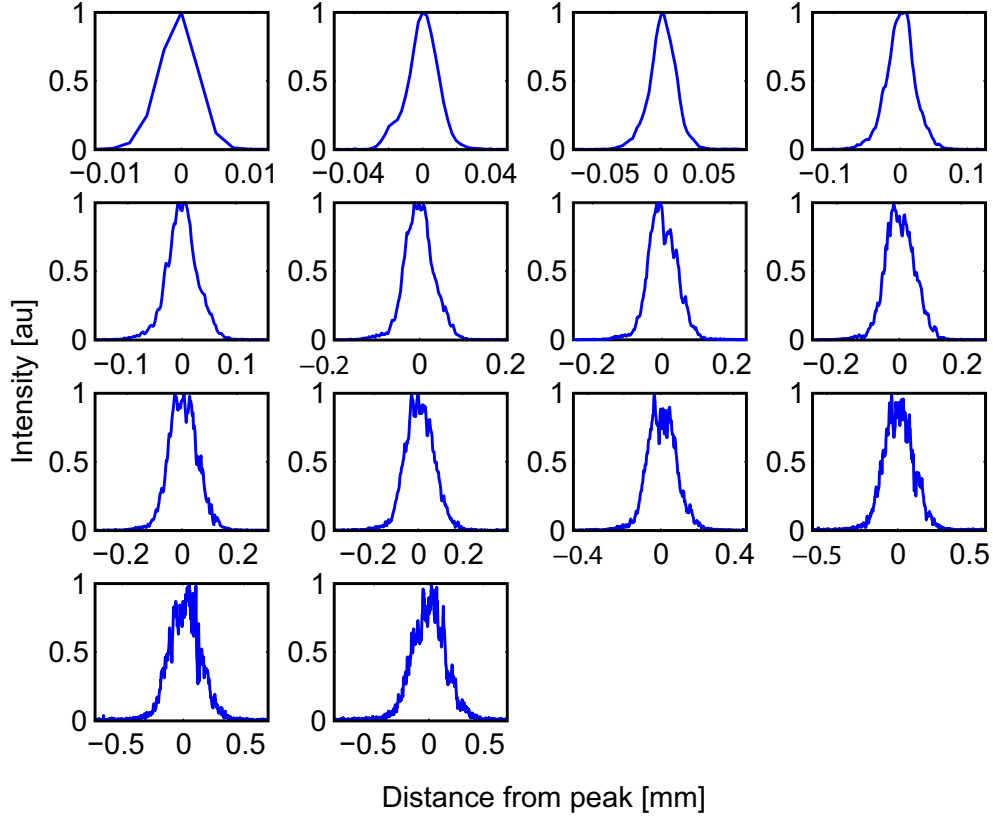 1 1 1 1
0.5 0.5 0.5 0.5
0 0 0 0
−0.01 0 0.01 −0.04 0 0.04 −0.05 0 0.05 −0.1 0 0.1
1 1 1 1
0.5 0.5 0.5 0.5
0 0 0 0
−0.1 0 0.1 −0.2 0 0.2 −0.2 0 0.2 −0.2 0 0.2
Intensity [au]
1 1 1 1
0.5 0.5 0.5 0.5
0 0 0 0
−0.2 0 0.2 −0.2 0 0.2 −0.4 0 0.4 −0.5 0 0.5
1 1
0.5 0.5
0 0
−0.5 0 0.5 −0.5 0 0.5
Distance from peak [mm]